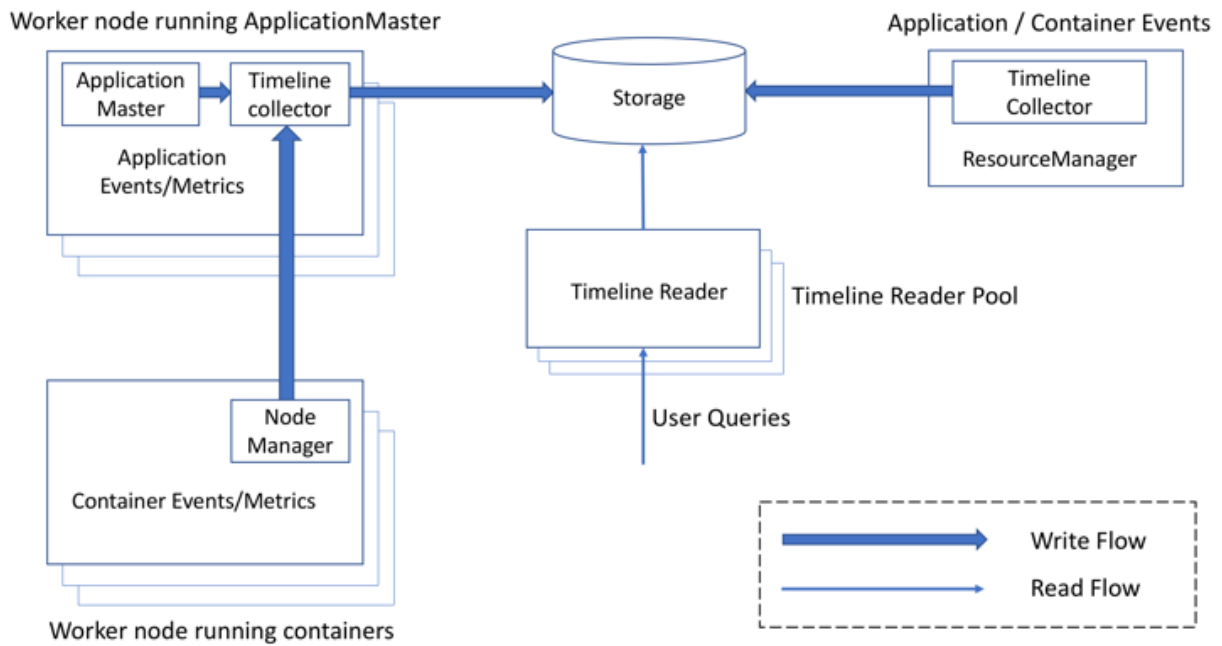 Worker node running ApplicationMaster
Application
Master
Timeline
collector
Application
Events/Metrics
Storage
Application / Container Events
Timeline
Collector
ResourceManager
Timeline Reader
Timeline Reader Pool
User Queries
Node
Manager
Container Events/Metrics
Worker node running containers
Write Flow
Read Flow